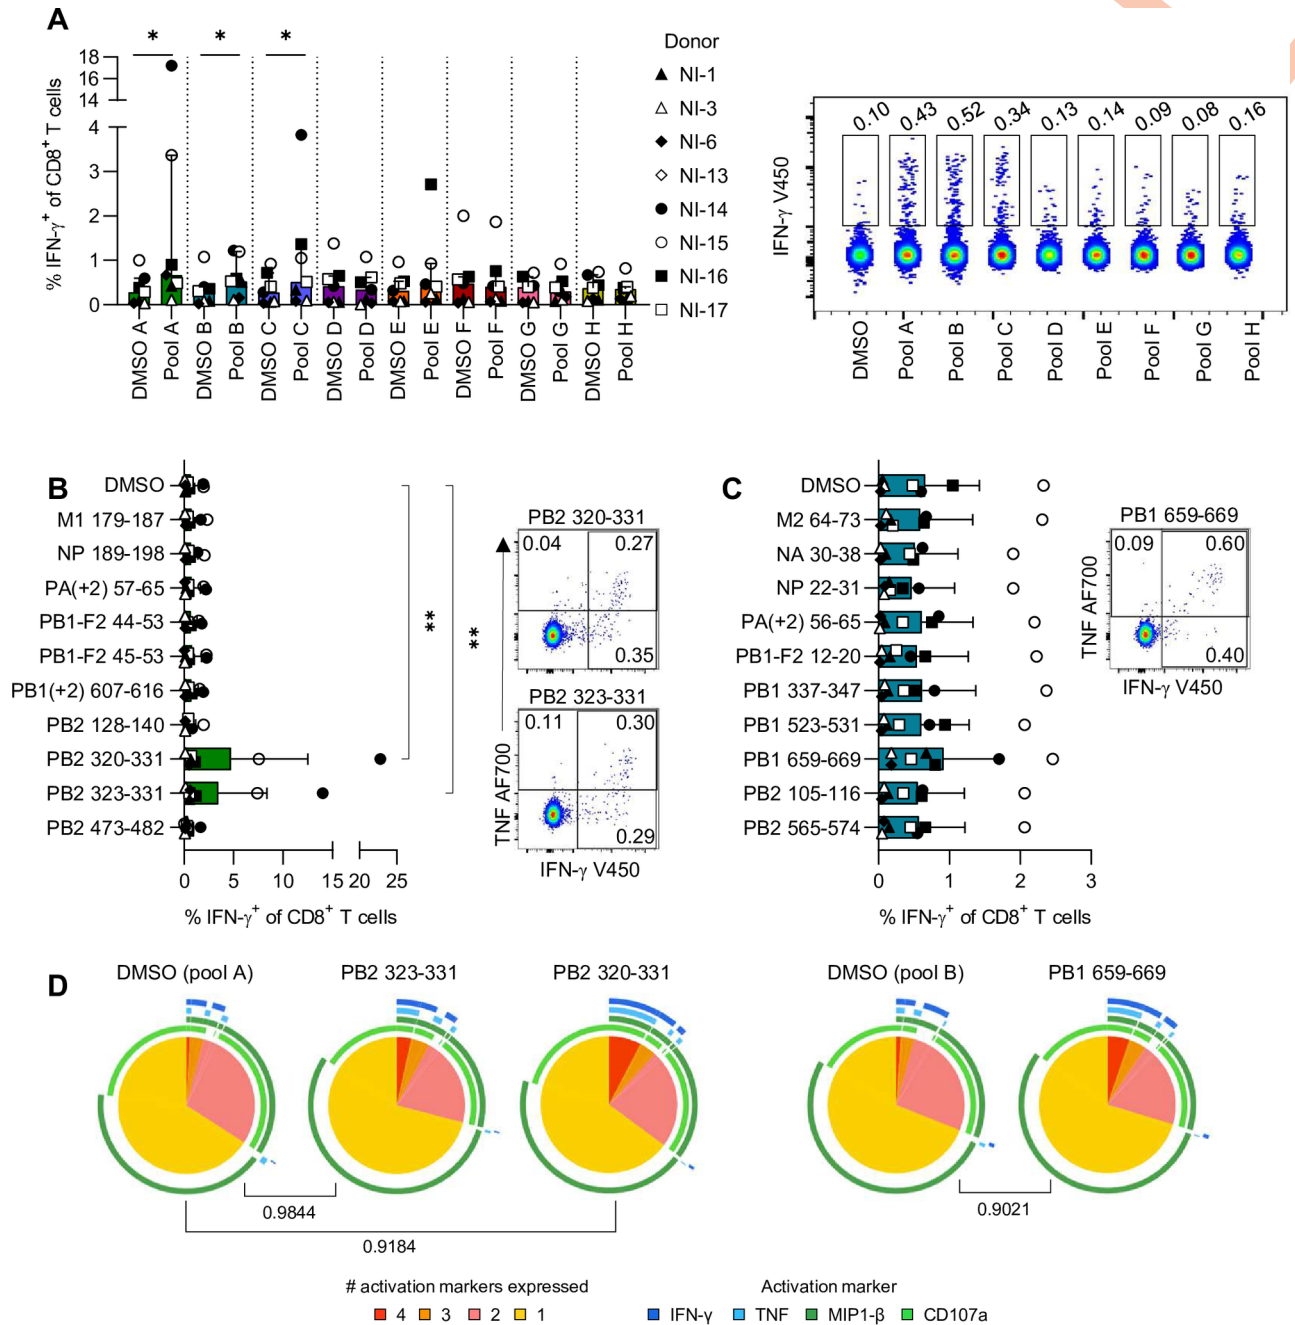 A
* * *
% IFN-γ+ of CD8+ T cells
18
16
14
4
3
2
1
0
DMSO A
Pool A
DMSO B
Pool B
DMSO C
Pool C
DMSO D
Pool D
DMSO E
Pool E
DMSO F
Pool F
DMSO G
Pool G
DMSO H
Pool H
Donor
NI-1
NI-3
NI-6
NI-13
NI-14
NI-15
NI-16
NI-17
IFN-γ V450
0.10 0.43 0.52 0.34 0.13 0.14 0.09 0.08 0.16
DMSO
Pool A
Pool B
Pool C
Pool D
Pool E
Pool F
Pool G
Pool H
B
DMSO
M1 179-187
NP 189-198
PA(+2) 57-65
PB1-F2 44-53
PB1-F2 45-53
PB1(+2) 607-616
PB2 128-140
PB2 320-331
PB2 323-331
PB2 473-482
0 5 10 15 20 25
% IFN-γ+ of CD8+ T cells
**
**
PB2 320-331
0.04 0.27
0.35
PB2 323-331
0.11 0.30
0.29
TNF AF700
IFN-γ V450
C
DMSO
M2 64-73
NA 30-38
NP 22-31
PA(+2) 56-65
PB1-F2 12-20
PB1 337-347
PB1 523-531
PB1 659-669
PB2 105-116
PB2 565-574
0 1 2 3
% IFN-γ+ of CD8+ T cells
PB1 659-669
0.09 0.60
0.40
TNF AF700
IFN-γ V450
D
DMSO (pool A) PB2 323-331 PB2 320-331 DMSO (pool B) PB1 659-669
0.9844
0.9184
0.9021
# activation markers expressed
4 3 2 1
Activation marker
IFN-γ TNF MIP1-β CD107a